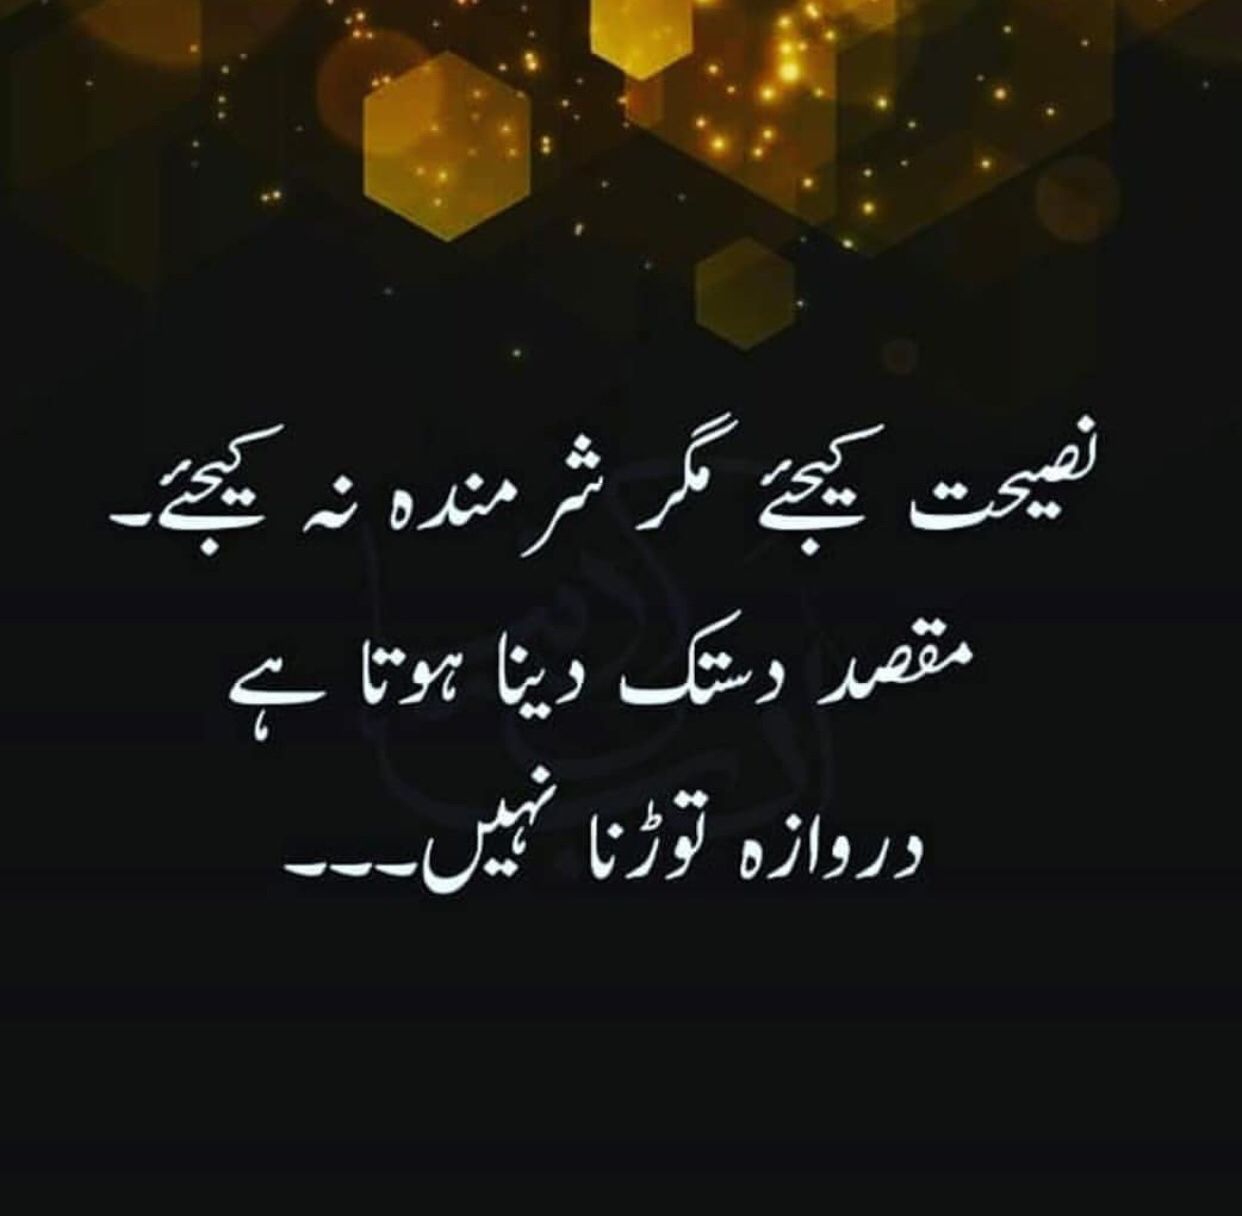 نصیحت کیجئے مگر شرمندہ نہ کیجئے۔
مقصد دستک دینا ہوتا ہے
دروازہ توڑنا نہیں۔۔۔